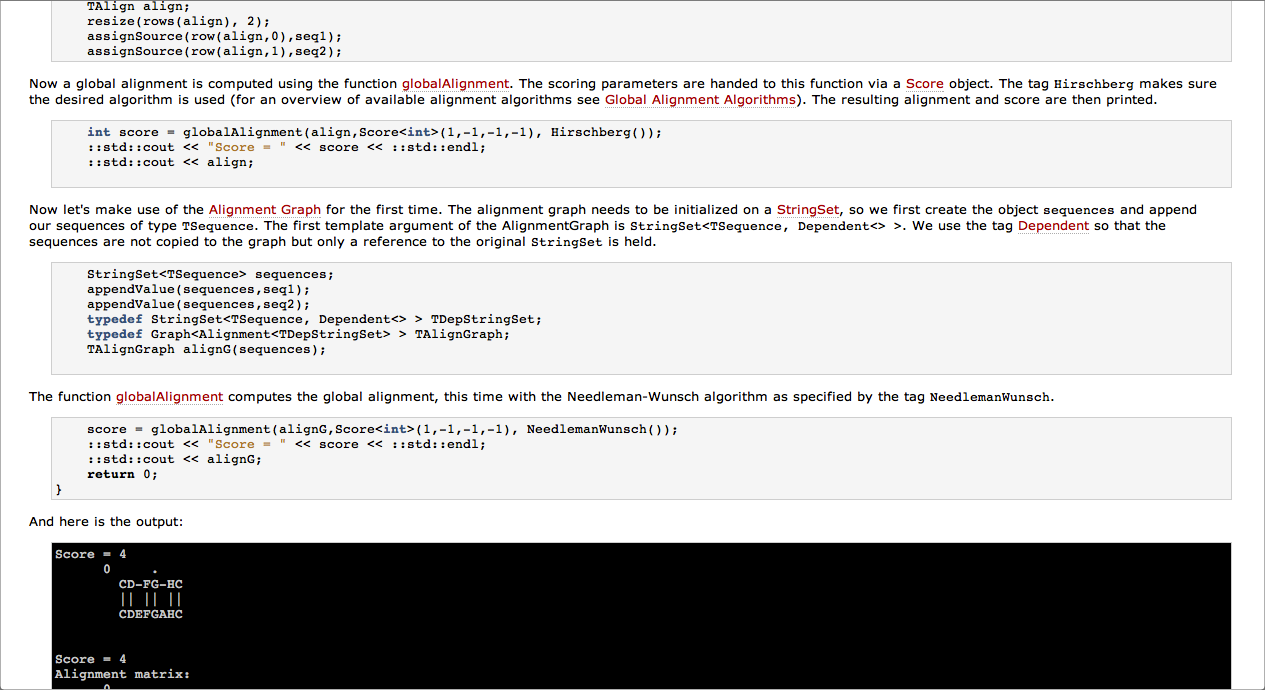 TAlign align;
resize(rows(align), 2);
assignSource(row(align,0),seq1);
assignSource(row(align,1),seq2);
Now a global alignment is computed using the function globalAlignment. The scoring parameters are handed to this function via a Score object. The tag Hirschberg makes sure
the desired algorithm is used (for an overview of available alignment algorithms see Global Alignment Algorithms). The resulting alignment and score are then printed.
int score = globalAlignment(align,Score<int>(1,-1,-1,-1), Hirschberg());
::std::cout << "Score = " << score << ::std::endl;
::std::cout << align;
Now let's make use of the Alignment Graph for the first time. The alignment graph needs to be initialized on a StringSet, so we first create the object sequences and append
our sequences of type TSequence. The first template argument of the AlignmentGraph is StringSet<TSequence, Dependent<> >. We use the tag Dependent so that the
sequences are not copied to the graph but only a reference to the original StringSet is held.
StringSet<TSequence> sequences;
appendValue(sequences,seq1);
appendValue(sequences,seq2);
typedef StringSet<TSequence, Dependent<> > TDepStringSet;
typedef Graph<Alignment<TDepStringSet> > TAlignGraph;
TAlignGraph alignG(sequences);
The function globalAlignment computes the global alignment, this time with the Needleman-Wunsch algorithm as specified by the tag NeedlemanWunsch.
score = globalAlignment(alignG,Score<int>(1,-1,-1,-1), NeedlemanWunsch());
::std::cout << "Score = " << score << ::std::endl;
::std::cout << alignG;
return 0;
}
And here is the output:
Score = 4
0 .
CD-FG-HC
|| || ||
CDEFGAHC
Score = 4
Alignment matrix:
0